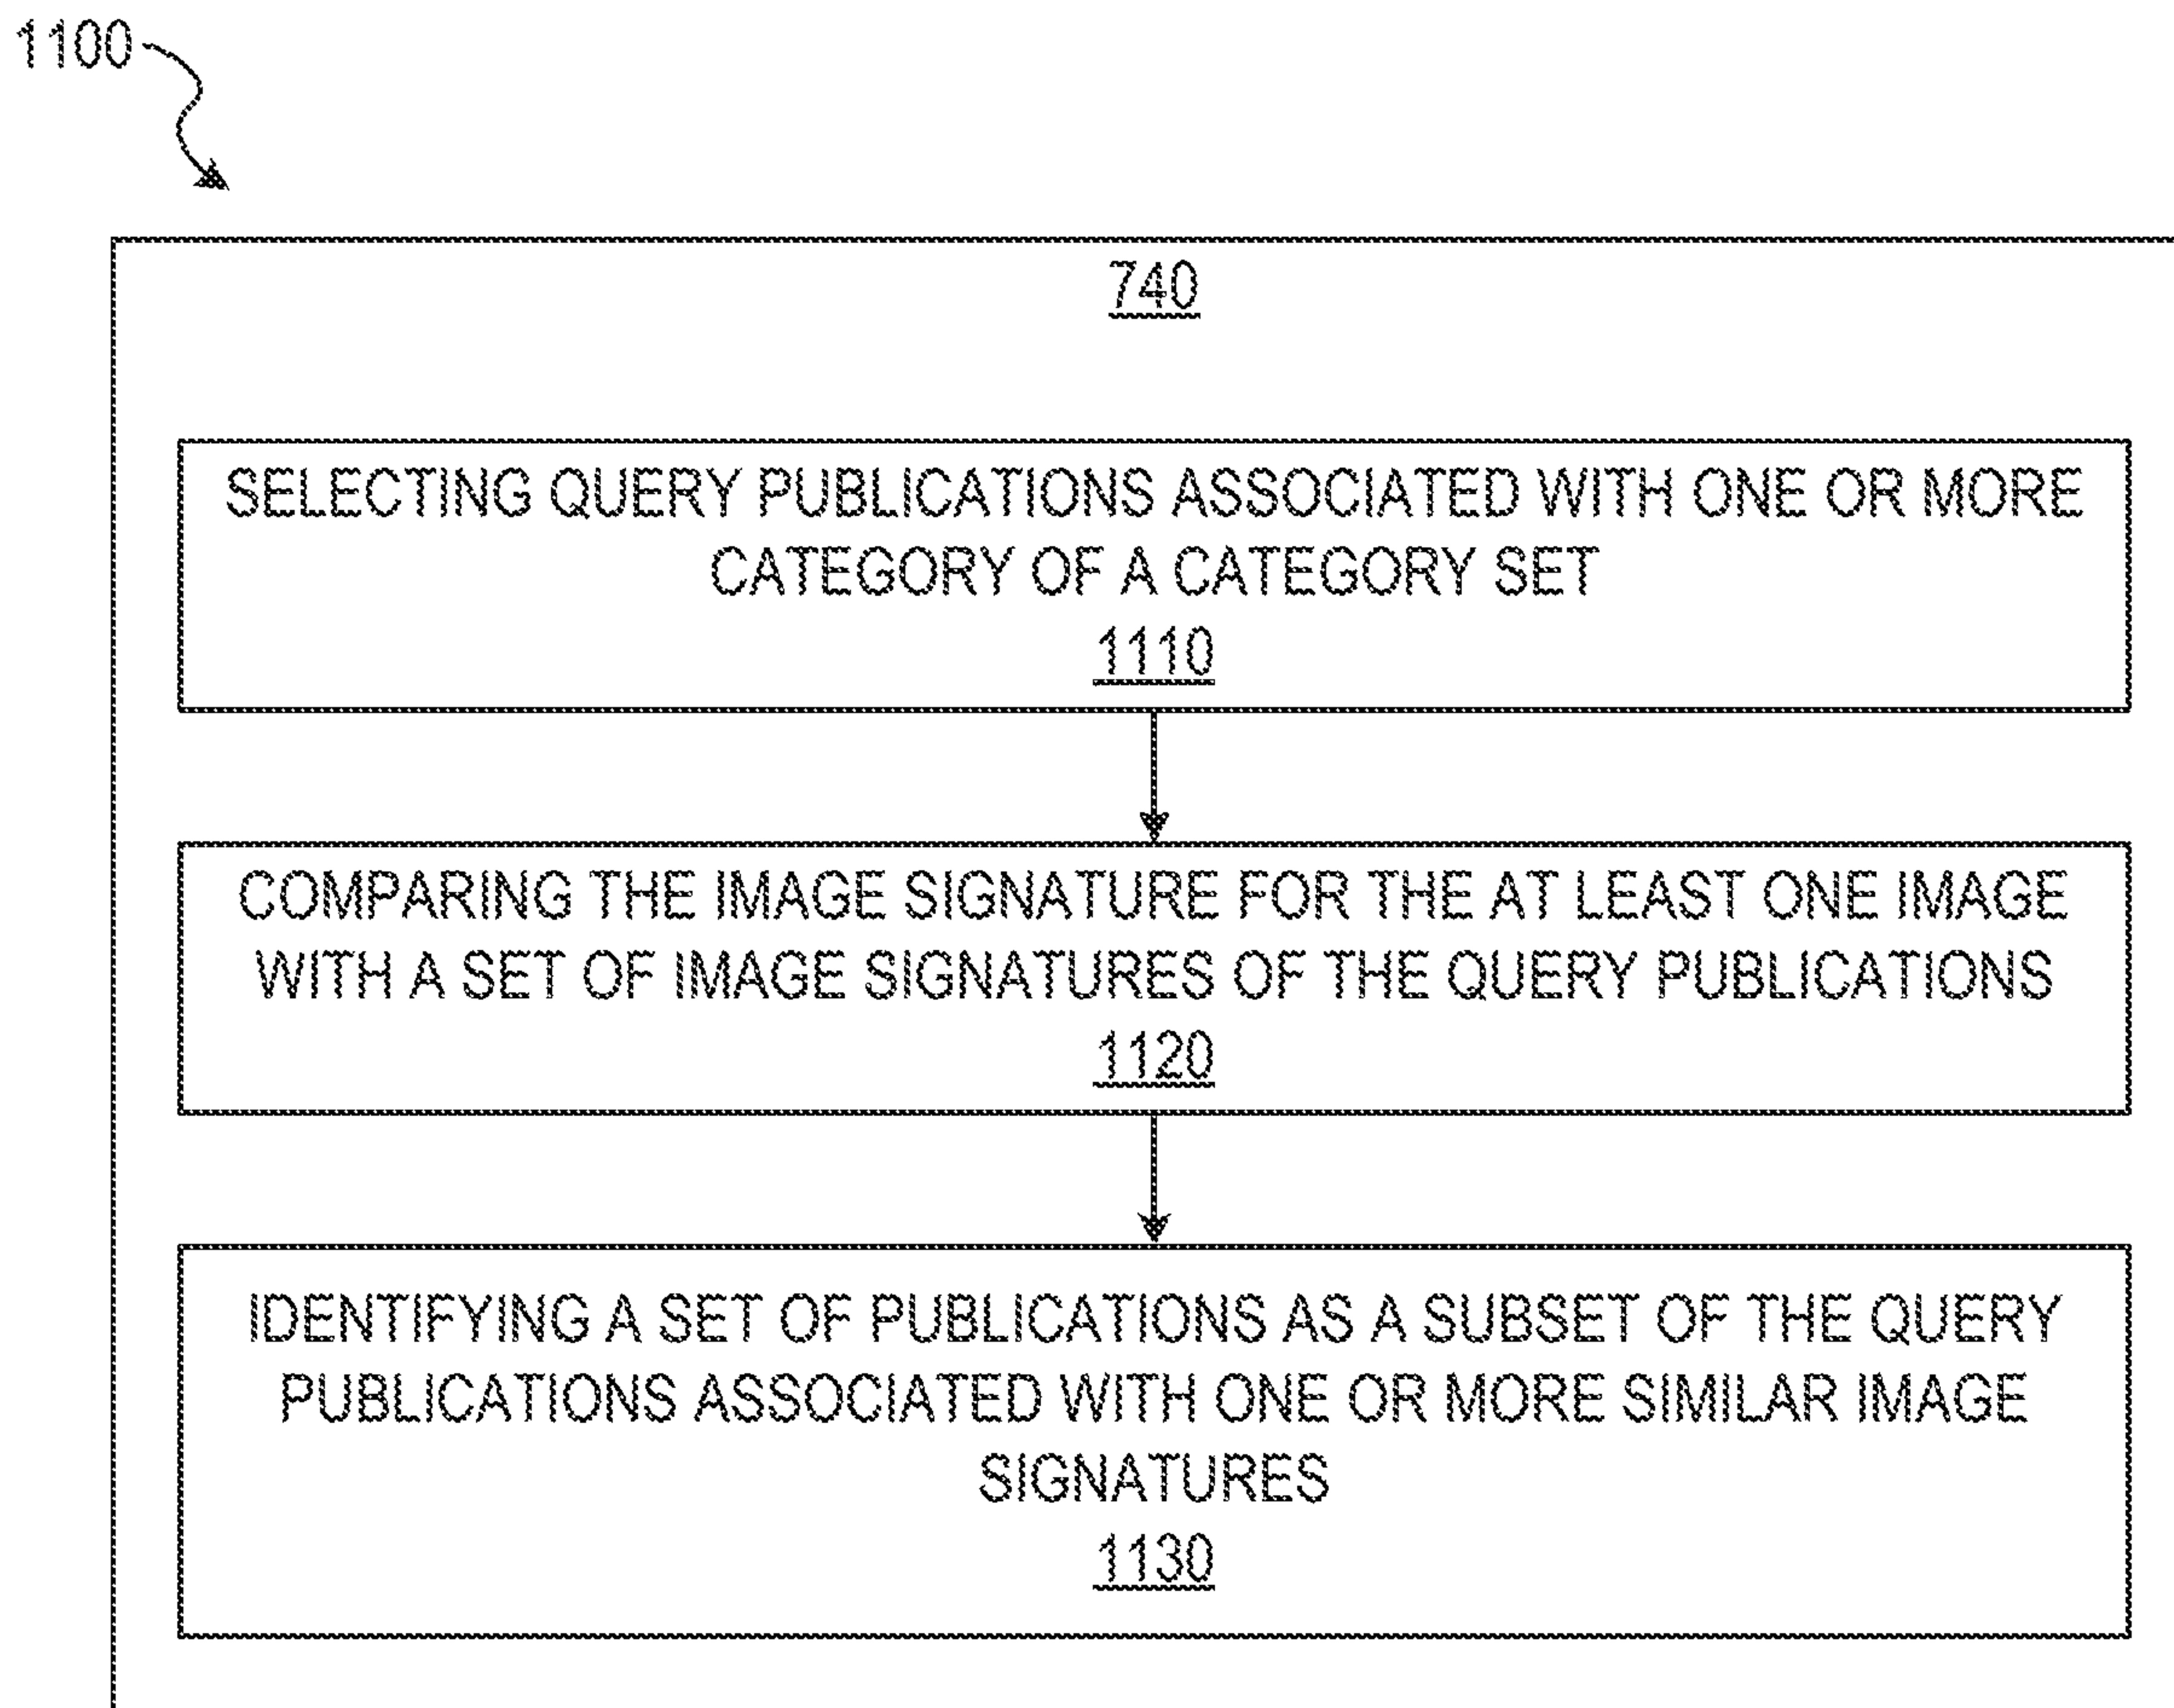 1100
740
SELECTING QUERY PUBLICATIONS ASSOCIATED WITH ONE OR MORE
CATEGORY OF A CATEGORY SET
1110
COMPARING THE IMAGE SIGNATURE FOR THE AT LEAST ONE IMAGE
WITH A SET OF IMAGE SIGNATURES OF THE QUERY PUBLICATIONS
1120
IDENTIFYING A SET OF PUBLICATIONS AS A SUBSET OF THE QUERY
PUBLICATIONS ASSOCIATED WITH ONE OR MORE SIMILAR IMAGE
SIGNATURES
1130